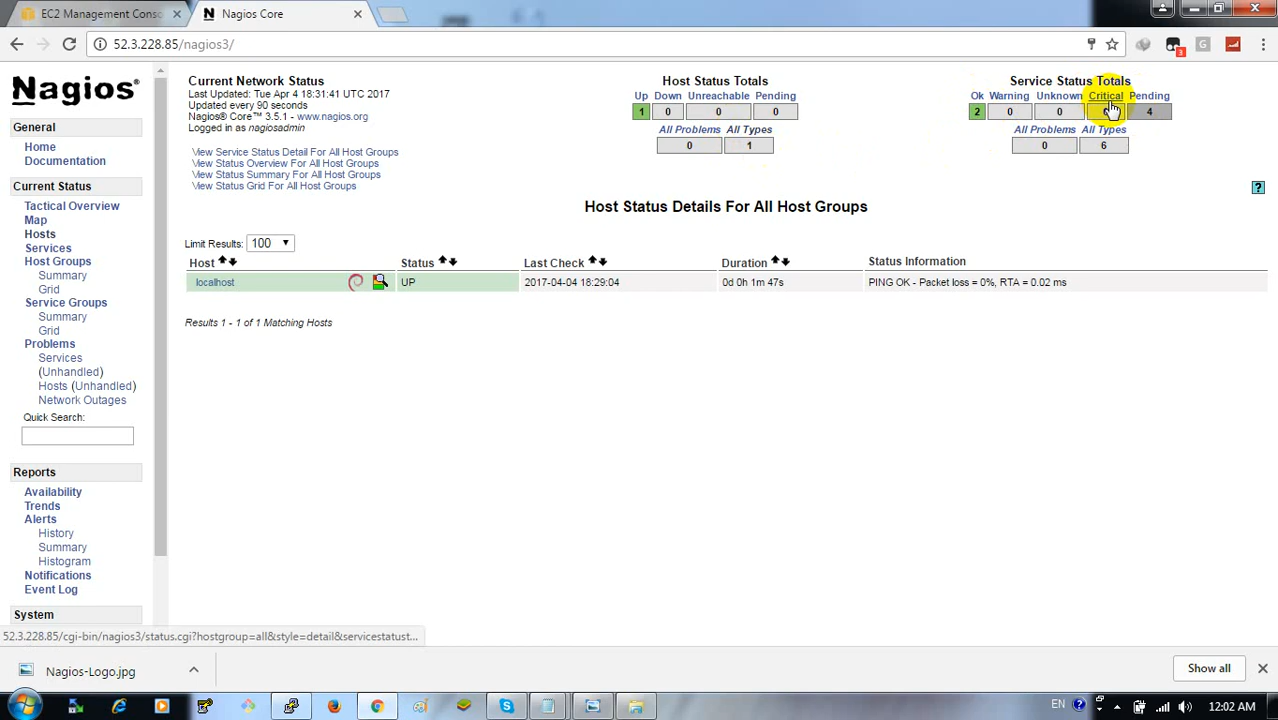 EC2 Management Conso
Nagios Core
52.3.228.85/nagios3/
3
Nagios®
General
Home
Documentation
Current Status
Tactical Overview
Map
Hosts
Services
Host Groups
Summary
Grid
Service Groups
Summary
Grid
Problems
Services
(Unhandled)
Hosts (Unhandled)
Network Outages
Quick Search:
Reports
Availability
Trends
Alerts
History
Summary
Histogram
Notifications
Event Log
System
Current Network Status
Last Updated: Tue Apr 4 18:31:41 UTC 2017
Updated every 90 seconds
Nagios® Core™ 3.5.1 - www.nagios.org
Logged in as nagiosadmin
View Service Status Detail For All Host Groups
View Status Overview For All Host Groups
View Status Summary For All Host Groups
View Status Grid For All Host Groups
Host Status Totals
Up Down Unreachable Pending
1 0 0 0
All Problems All Types
0 1
Service Status Totals
Ok Warning Unknown Critical Pending
2 0 0 4
All Problems All Types
0 6
?
Host Status Details For All Host Groups
Limit Results: 100
Host Status Last Check Duration Status Information
localhost UP 2017-04-04 18:29:04 0d 0h 1m 47s PING OK - Packet loss = 0%, RTA = 0.02 ms
Results 1 - 1 of 1 Matching Hosts
52.3.228.85/cgi-bin/nagios3/status.cgi?hostgroup=all&style=detail&servicestatust...
Nagios-Logo.jpg
Show all
EN
12:02 AM